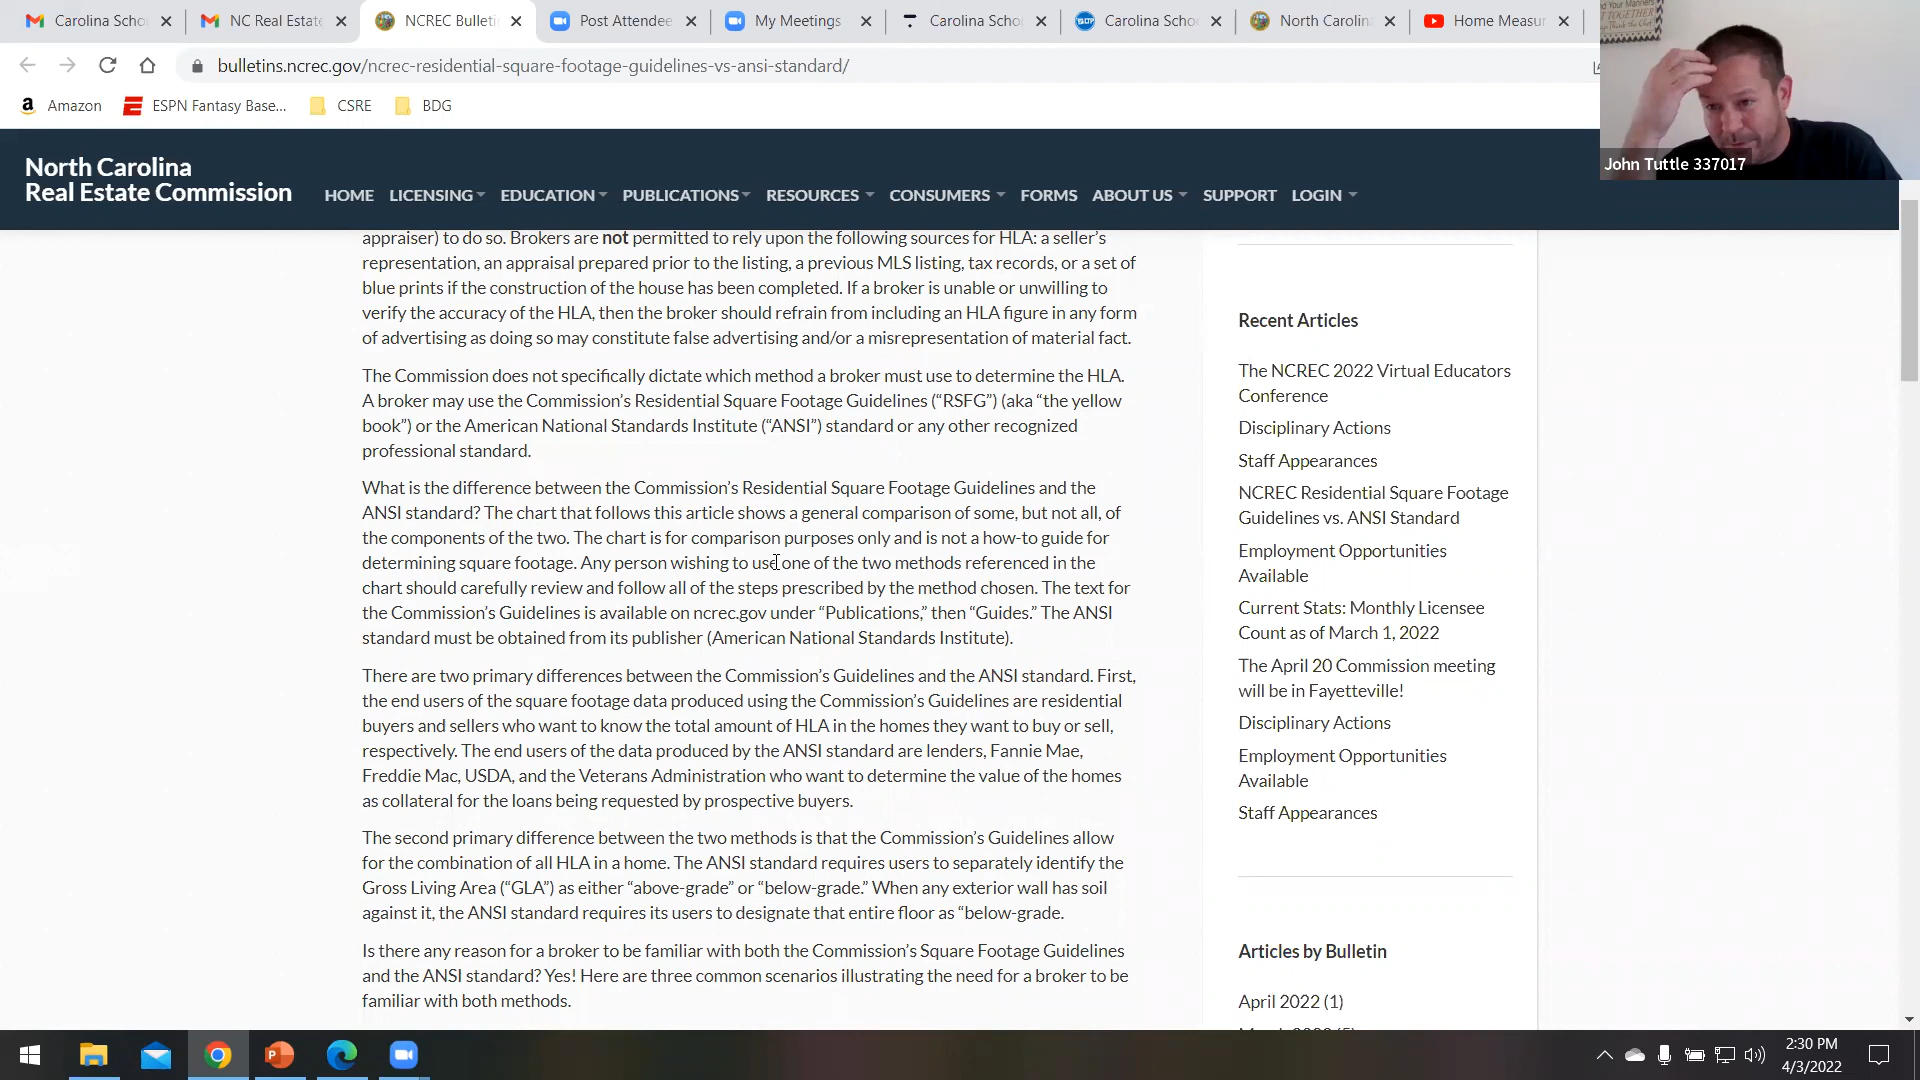 Carolina Scho
NC Real Estate
NCREC Bulleti
Post Attendee
My Meetings
Carolina Scho
Carolina Scho
North Carolin
Home Measur
bulletins.ncrec.gov/ncrec-residential-square-footage-guidelines-vs-ansi-standard/
Amazon
ESPN Fantasy Base...
CSRE
BDG
John Tuttle 337017
North Carolina
Real Estate Commission
HOME LICENSING EDUCATION PUBLICATIONS RESOURCES CONSUMERS FORMS ABOUT US SUPPORT LOGIN
appraiser) to do so. Brokers are not permitted to rely upon the following sources for HLA: a seller’s
representation, an appraisal prepared prior to the listing, a previous MLS listing, tax records, or a set of
blue prints if the construction of the house has been completed. If a broker is unable or unwilling to
verify the accuracy of the HLA, then the broker should refrain from including an HLA figure in any form
of advertising as doing so may constitute false advertising and/or a misrepresentation of material fact.
The Commission does not specifically dictate which method a broker must use to determine the HLA.
A broker may use the Commission’s Residential Square Footage Guidelines (“RSFG”) (aka “the yellow
book”) or the American National Standards Institute (“ANSI”) standard or any other recognized
professional standard.
What is the difference between the Commission’s Residential Square Footage Guidelines and the
ANSI standard? The chart that follows this article shows a general comparison of some, but not all, of
the components of the two. The chart is for comparison purposes only and is not a how-to guide for
determining square footage. Any person wishing to use one of the two methods referenced in the
chart should carefully review and follow all of the steps prescribed by the method chosen. The text for
the Commission’s Guidelines is available on ncrec.gov under “Publications,” then “Guides.” The ANSI
standard must be obtained from its publisher (American National Standards Institute).
There are two primary differences between the Commission’s Guidelines and the ANSI standard. First,
the end users of the square footage data produced using the Commission’s Guidelines are residential
buyers and sellers who want to know the total amount of HLA in the homes they want to buy or sell,
respectively. The end users of the data produced by the ANSI standard are lenders, Fannie Mae,
Freddie Mac, USDA, and the Veterans Administration who want to determine the value of the homes
as collateral for the loans being requested by prospective buyers.
The second primary difference between the two methods is that the Commission’s Guidelines allow
for the combination of all HLA in a home. The ANSI standard requires users to separately identify the
Gross Living Area (“GLA”) as either “above-grade” or “below-grade.” When any exterior wall has soil
against it, the ANSI standard requires its users to designate that entire floor as “below-grade.
Is there any reason for a broker to be familiar with both the Commission’s Square Footage Guidelines
and the ANSI standard? Yes! Here are three common scenarios illustrating the need for a broker to be
familiar with both methods.
Recent Articles
The NCREC 2022 Virtual Educators
Conference
Disciplinary Actions
Staff Appearances
NCREC Residential Square Footage
Guidelines vs. ANSI Standard
Employment Opportunities
Available
Current Stats: Monthly Licensee
Count as of March 1, 2022
The April 20 Commission meeting
will be in Fayetteville!
Disciplinary Actions
Employment Opportunities
Available
Staff Appearances
Articles by Bulletin
April 2022 (1)
2:30 PM
4/3/2022